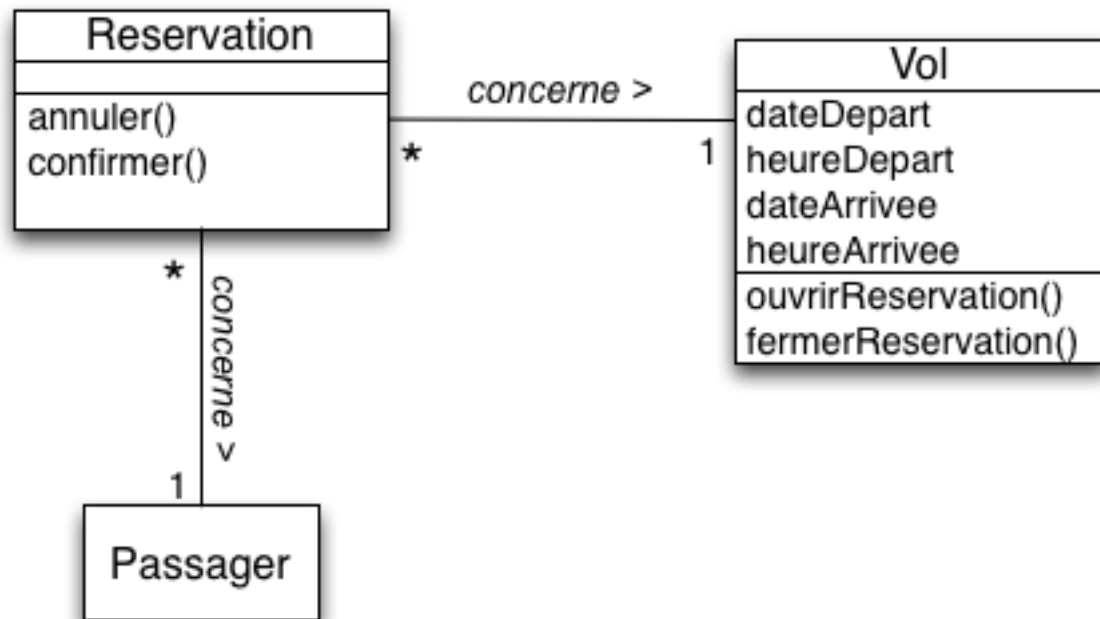 Reservation
annuler()
confirmer()
concerne >
*
1
Vol
dateDepart
heureDepart
dateArrivee
heureArrivee
ouvrirReservation()
fermerReservation()
*
concerne >
1
Passager